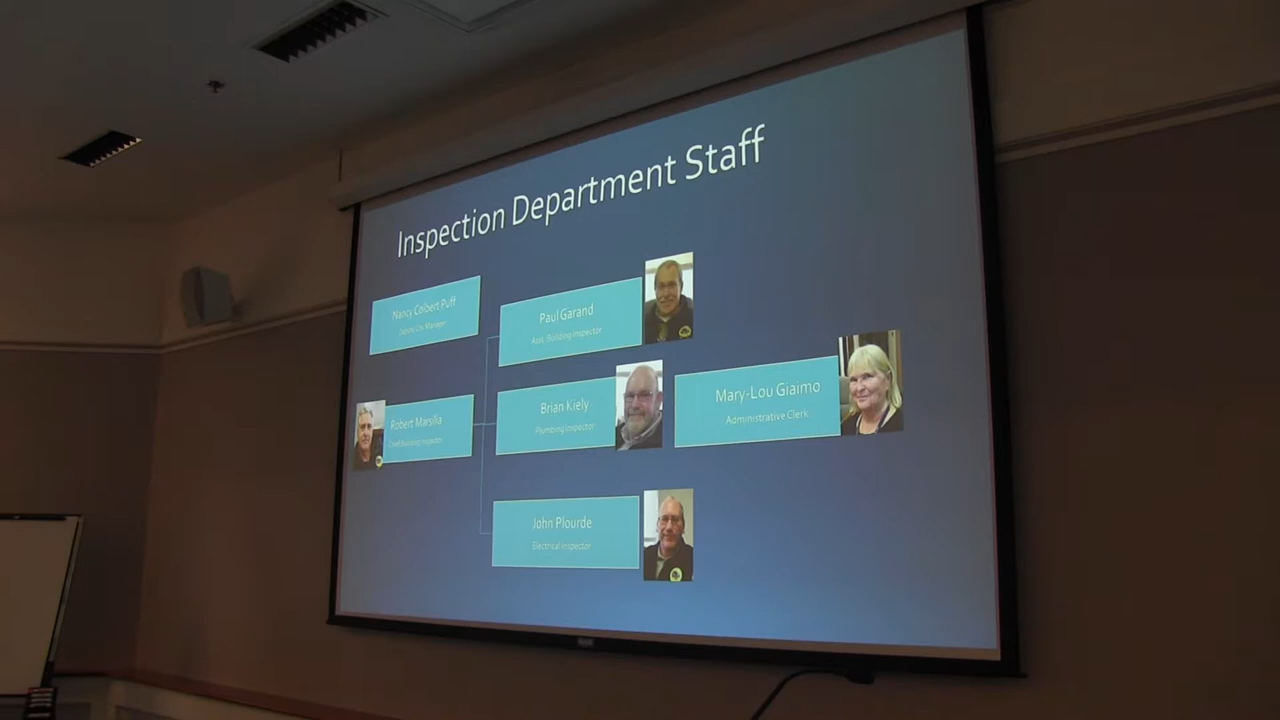 Inspection Department Staff
Nancy Colbert Puff
Deputy City Manager
Paul Garand
Asst. Building Inspector
Robert Marsilia
Chief Building Inspector
Brian Kiely
Plumbing Inspector
Mary-Lou Giaimo
Administrative Clerk
John Plourde
Electrical Inspector